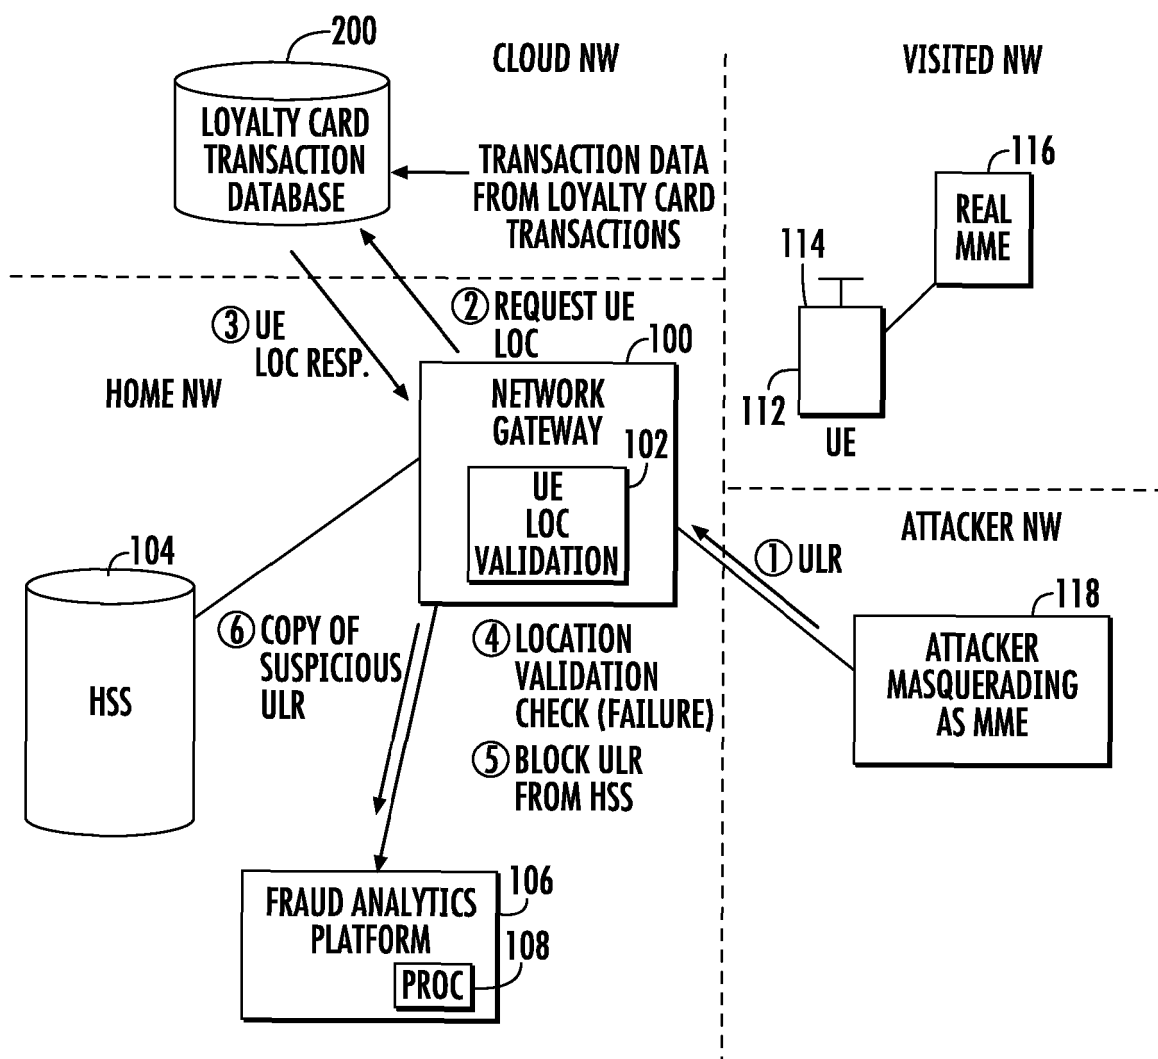 200
CLOUD NW
VISITED NW
LOYALTY CARD
TRANSACTION
DATABASE
TRANSACTION DATA
FROM LOYALTY CARD
TRANSACTIONS
116
REAL
MME
114
112
UE
② REQUEST UE
LOC
③ UE
LOC RESP.
HOME NW
100
NETWORK
GATEWAY
102
UE
LOC
VALIDATION
ATTACKER NW
① ULR
118
ATTACKER
MASQUERADING
AS MME
104
HSS
⑥ COPY OF
SUSPICIOUS
ULR
④ LOCATION
VALIDATION
CHECK (FAILURE)
⑤ BLOCK ULR
FROM HSS
106
FRAUD ANALYTICS
PLATFORM
108
PROC